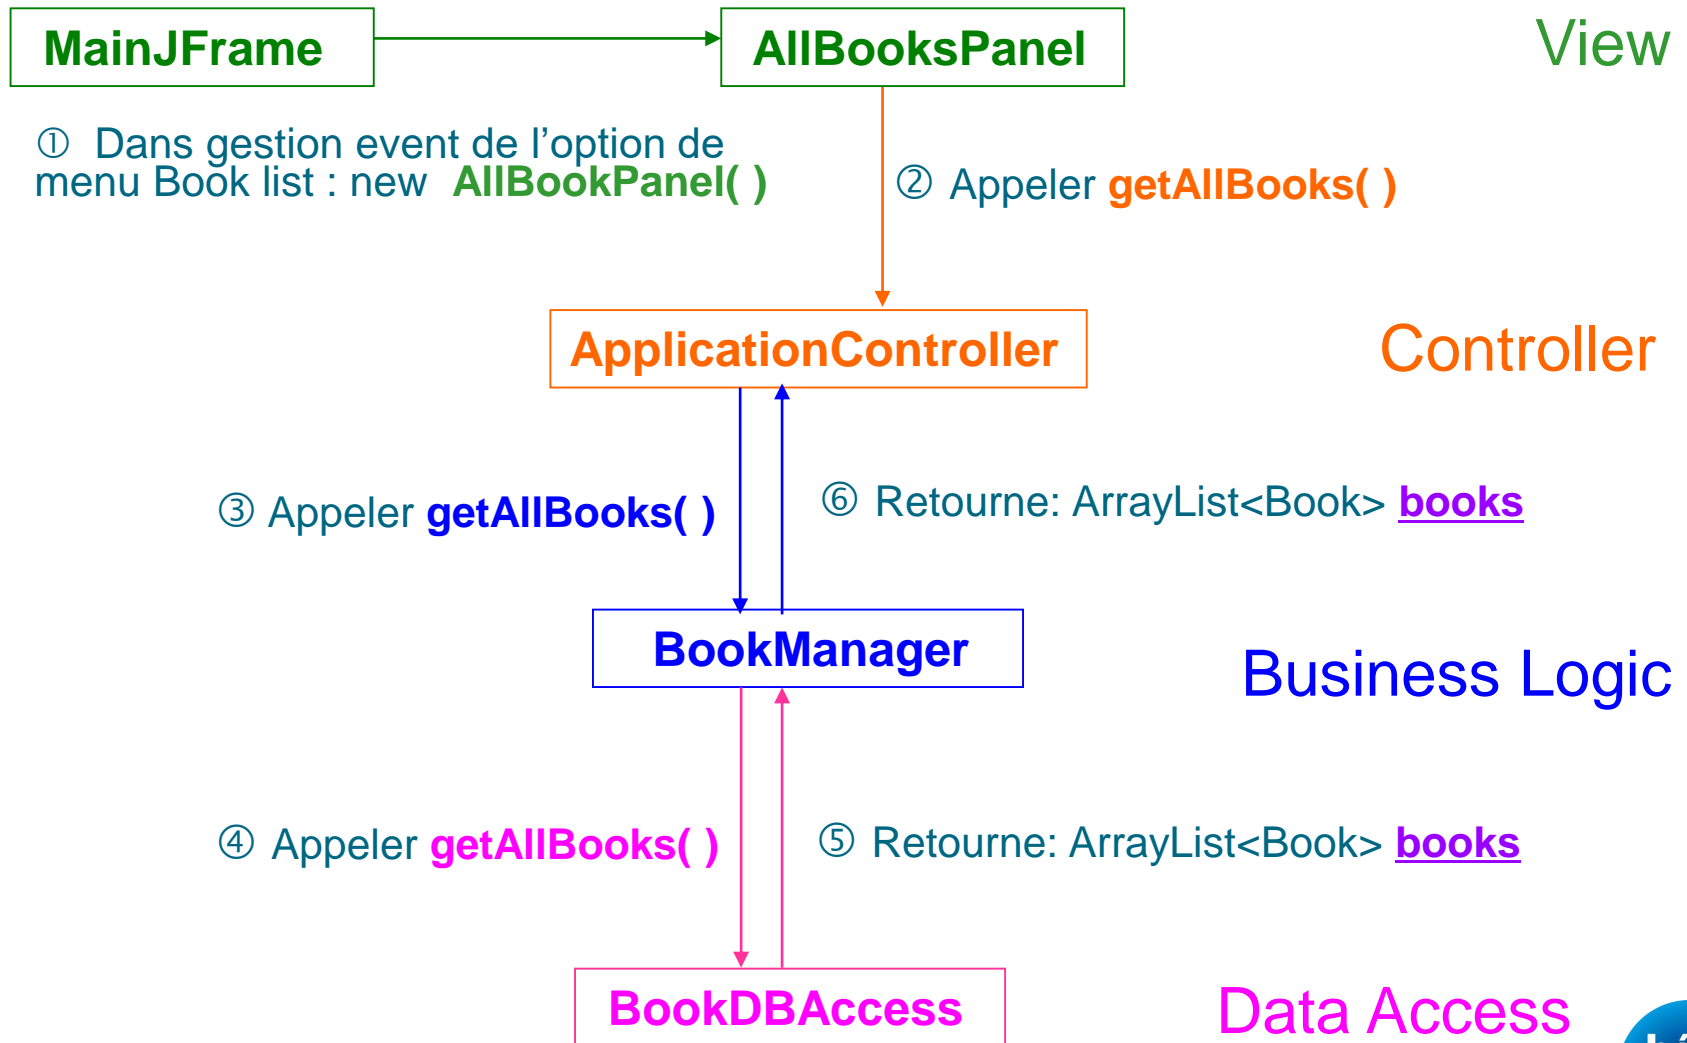 MainJFrame
AllBooksPanel
View
① Dans gestion event de l’option de
menu Book list : new AllBookPanel( )
② Appeler getAllBooks( )
ApplicationController
Controller
③ Appeler getAllBooks( )
⑥ Retourne: ArrayList<Book> books
BookManager
Business Logic
④ Appeler getAllBooks( )
⑤ Retourne: ArrayList<Book> books
BookDBAccess
Data Access